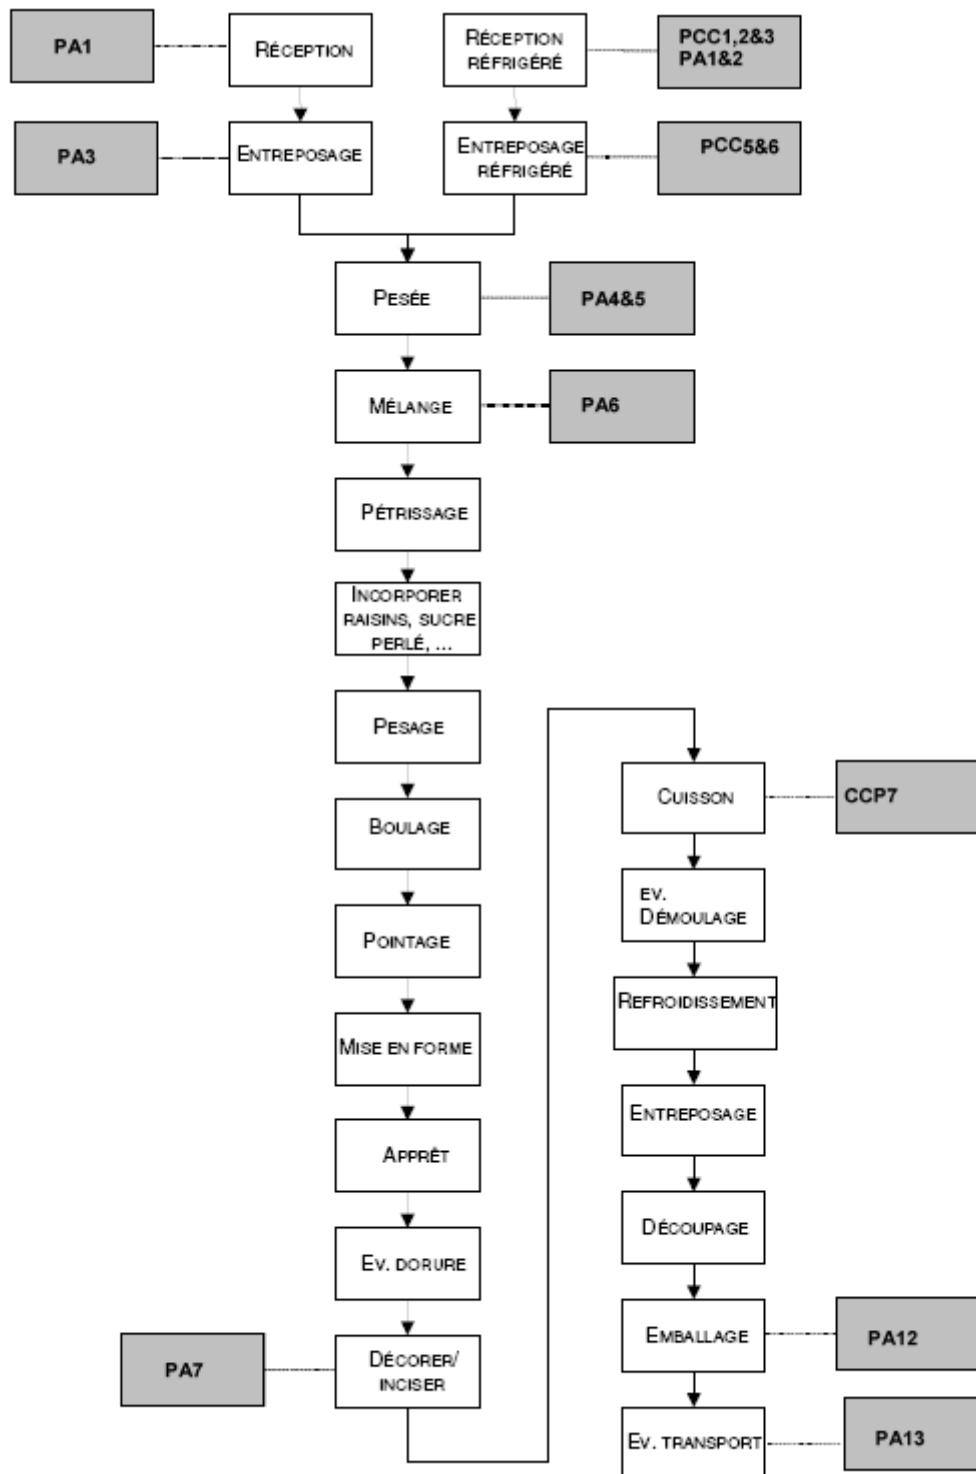 PA1
RÉCEPTION
RÉCEPTION
RÉFRIGÉRÉ
PCC1,2&3
PA1&2
PA3
ENTREPOSAGE
ENTREPOSAGE
RÉFRIGÉRÉ
PCC5&6
PESÉE
PA4&5
MÉLANGE
PA6
PÉTRISSAGE
INCORPORER
RAISINS, SUCRE
PERLÉ, ...
PESAGE
BOULAGE
POINTAGE
MISE EN FORME
APPRÊT
EV. DORURE
PA7
DÉCORER/
INCISER
CUISSON
CCP7
EV.
DÉMOULAGE
REFROIDISSEMENT
ENTREPOSAGE
DÉCOUPAGE
EMBALLAGE
PA12
EV. TRANSPORT
PA13